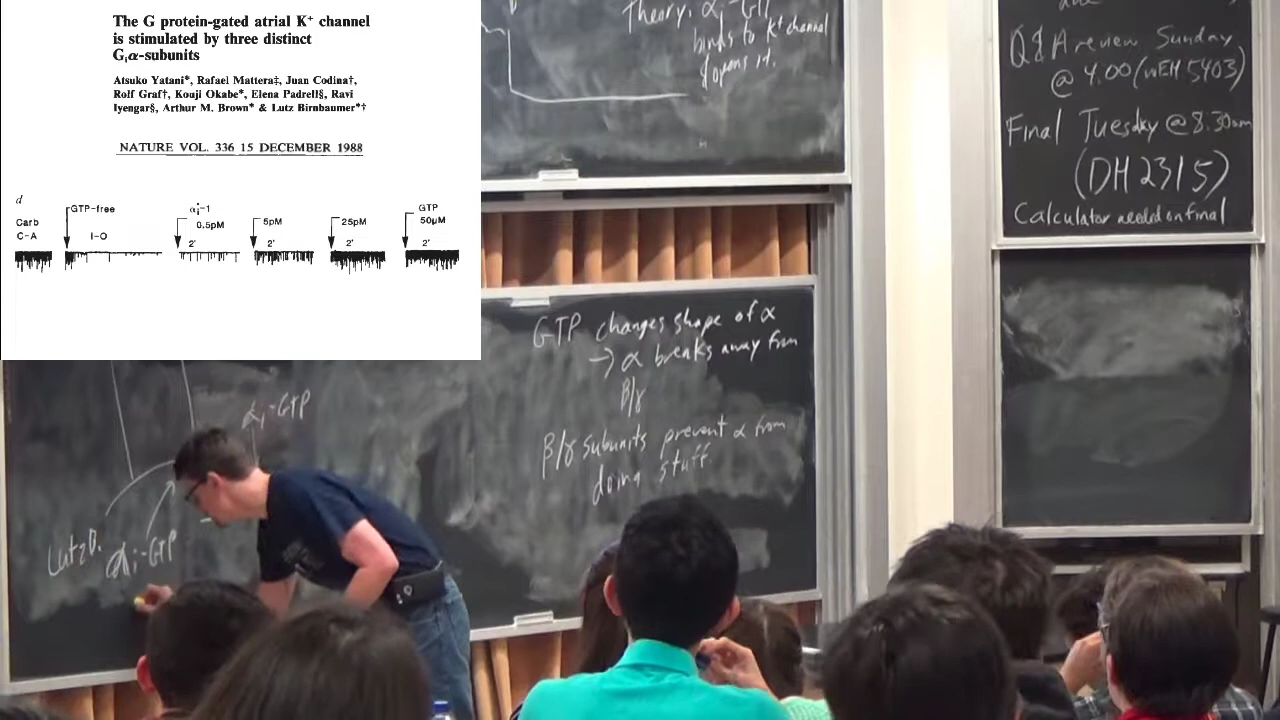 The G protein-gated atrial K⁺ channel
is stimulated by three distinct
Gᵢα-subunits
Atsuko Yatani*, Rafael Mattera‡, Juan Codina†,
Rolf Graf†, Kouji Okabe*, Elena Padrell§, Ravi
Iyengar§, Arthur M. Brown* & Lutz Birnbaumer*†
NATURE VOL. 336 15 DECEMBER 1988
d
Carb
C-A
GTP-free
I-O
αᵢ-1
0.5pM
2'
5pM
2'
25pM
2'
GTP
50μM
2'
Theory, αᵢ-GTP
binds to K⁺ channel
& opens it.
Q&A review Sunday
@ 4.00 (WEH 5403)
Final Tuesday @ 8.30am
(DH 2315)
Calculator needed on final
GTP changes shape of α
→ α breaks away from
β/γ
β/γ subunits prevent α from
doing stuff.
αᵢ-GTP
Lutz B. αᵢ-GTP